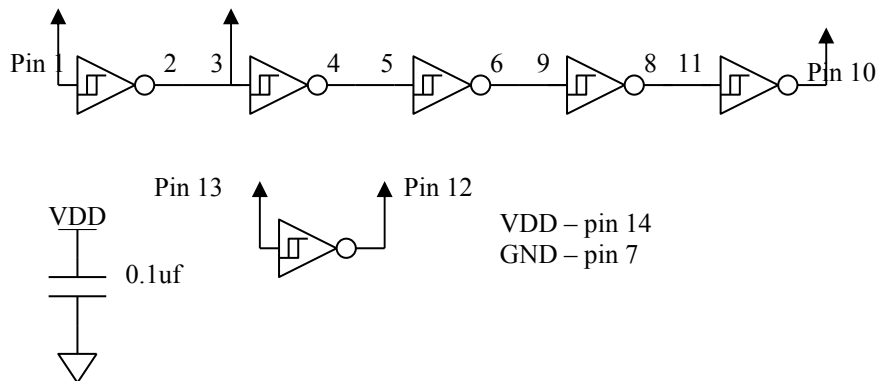 Pin 1 2 3 4 5 6 9 8 11 Pin 10
Pin 13 Pin 12
VDD
VDD – pin 14
GND – pin 7
0.1uf